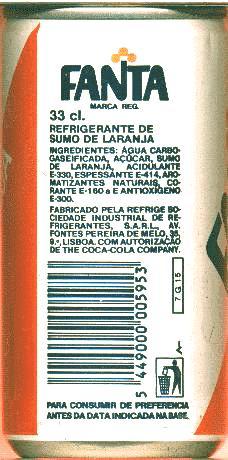 FANTA
MARCA REG.
33 cl.
REFRIGERANTE DE
SUMO DE LARANJA
INGREDIENTES: ÁGUA CARBO-
GASEIFICADA, AÇÚCAR, SUMO
DE LARANJA, ACIDULANTE
E-330, ESPESSANTE E-414, ARO-
MATIZANTES NATURAIS, CO-
RANTE E-160 a E ANTIOXIGÉNIO
E-300.
FABRICADO PELA REFRIGE SO-
CIEDADE INDUSTRIAL DE RE-
FRIGERANTES, S.A.R.L., AV.
FONTES PEREIRA DE MELO, 35,
9.º, LISBOA. COM AUTORIZAÇÃO
DE THE COCA-COLA COMPANY.
7 G 15
5 449000 005953
PARA CONSUMIR DE PREFERENCIA
ANTES DA DATA INDICADA NA BASE.